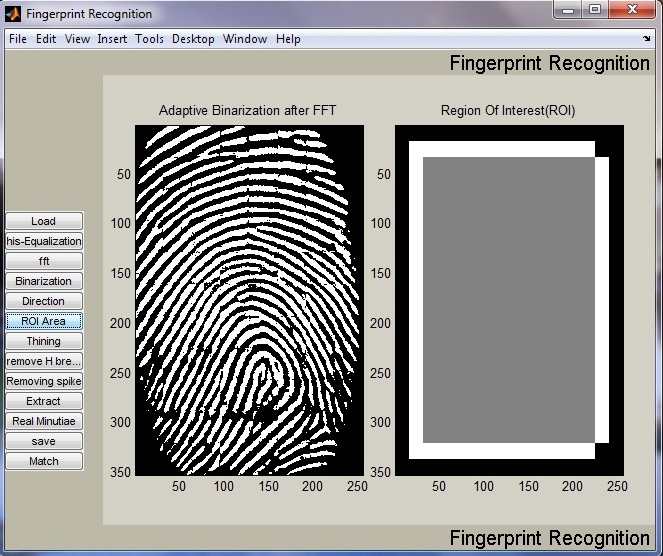 Fingerprint Recognition
File Edit View Insert Tools Desktop Window Help
Fingerprint Recognition
Adaptive Binarization after FFT
Region Of Interest(ROI)
50
100
150
200
250
300
350
50 100 150 200 250
50
100
150
200
250
300
350
50 100 150 200 250
Load
his-Equalization
fft
Binarization
Direction
ROI Area
Thining
remove H bre...
Removing spike
Extract
Real Minutiae
save
Match
Fingerprint Recognition